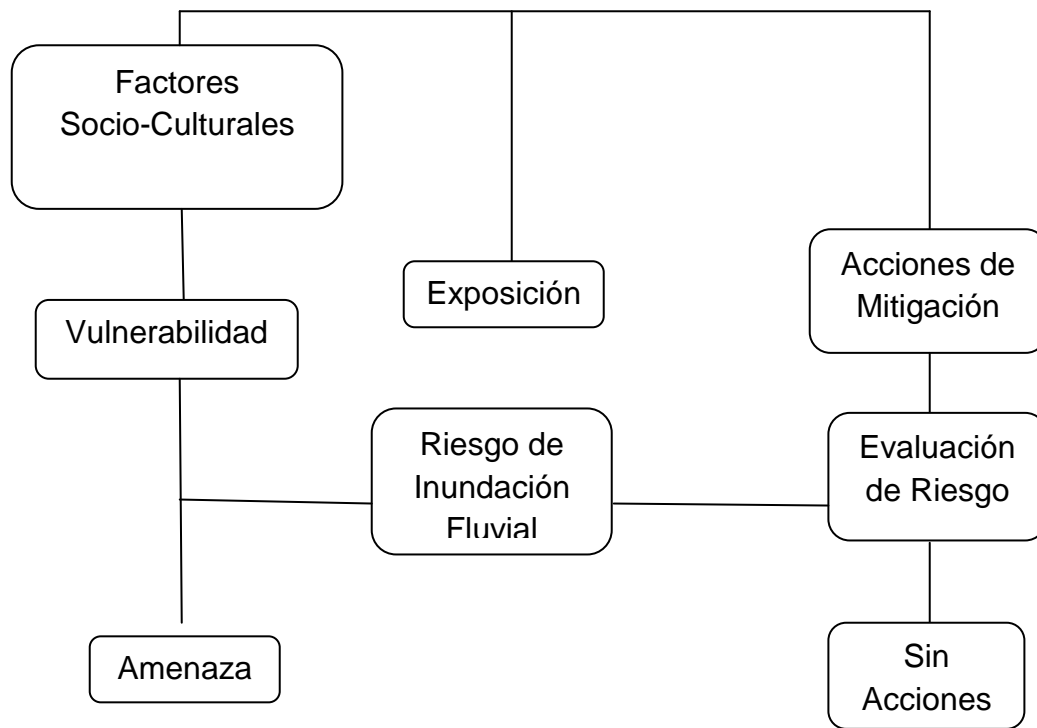 Factores
Socio-Culturales
Exposición
Acciones de
Mitigación
Vulnerabilidad
Riesgo de
Inundación
Fluvial
Evaluación
de Riesgo
Amenaza
Sin
Acciones